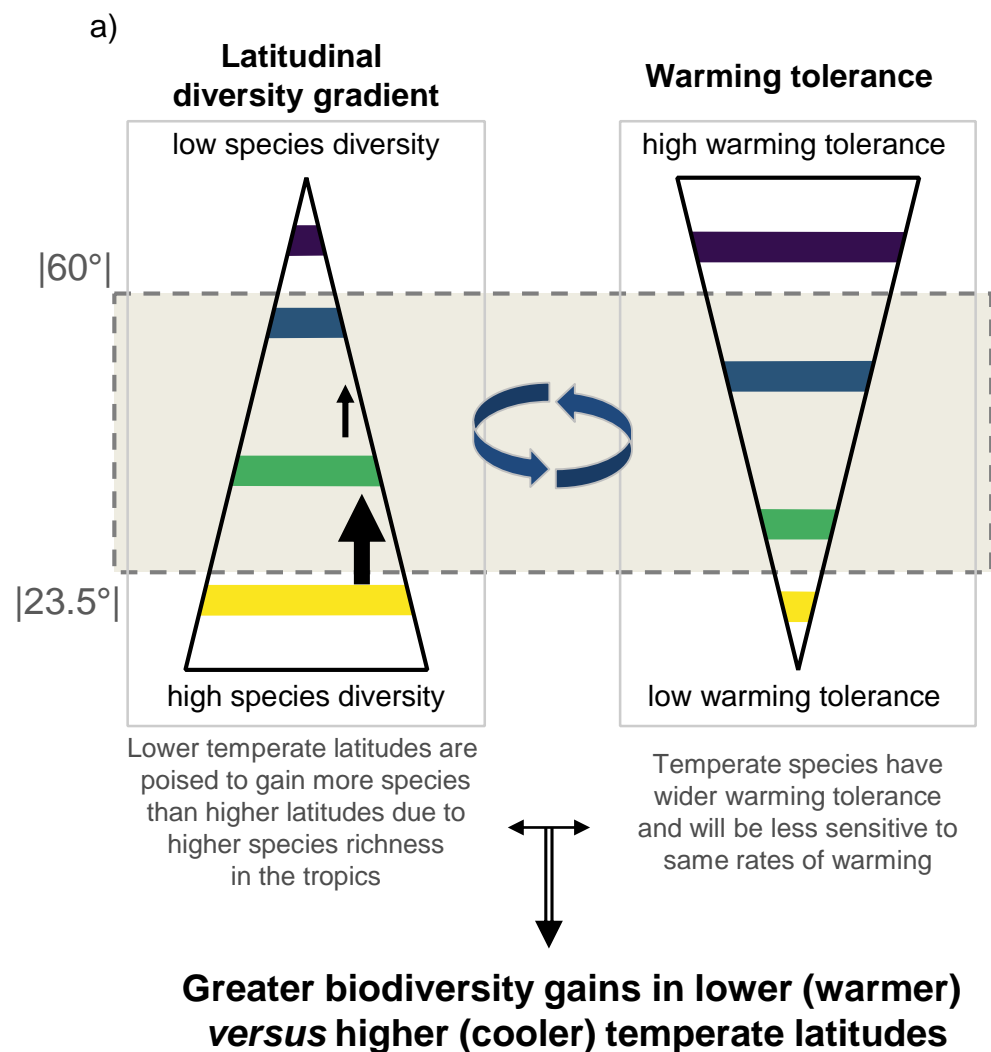 a)
Latitudinal
diversity gradient
Warming tolerance
low species diversity
high warming tolerance
|60°|
|23.5°|
high species diversity
low warming tolerance
Lower temperate latitudes are
poised to gain more species
than higher latitudes due to
higher species richness
in the tropics
Temperate species have
wider warming tolerance
and will be less sensitive to
same rates of warming
Greater biodiversity gains in lower (warmer)
versus higher (cooler) temperate latitudes